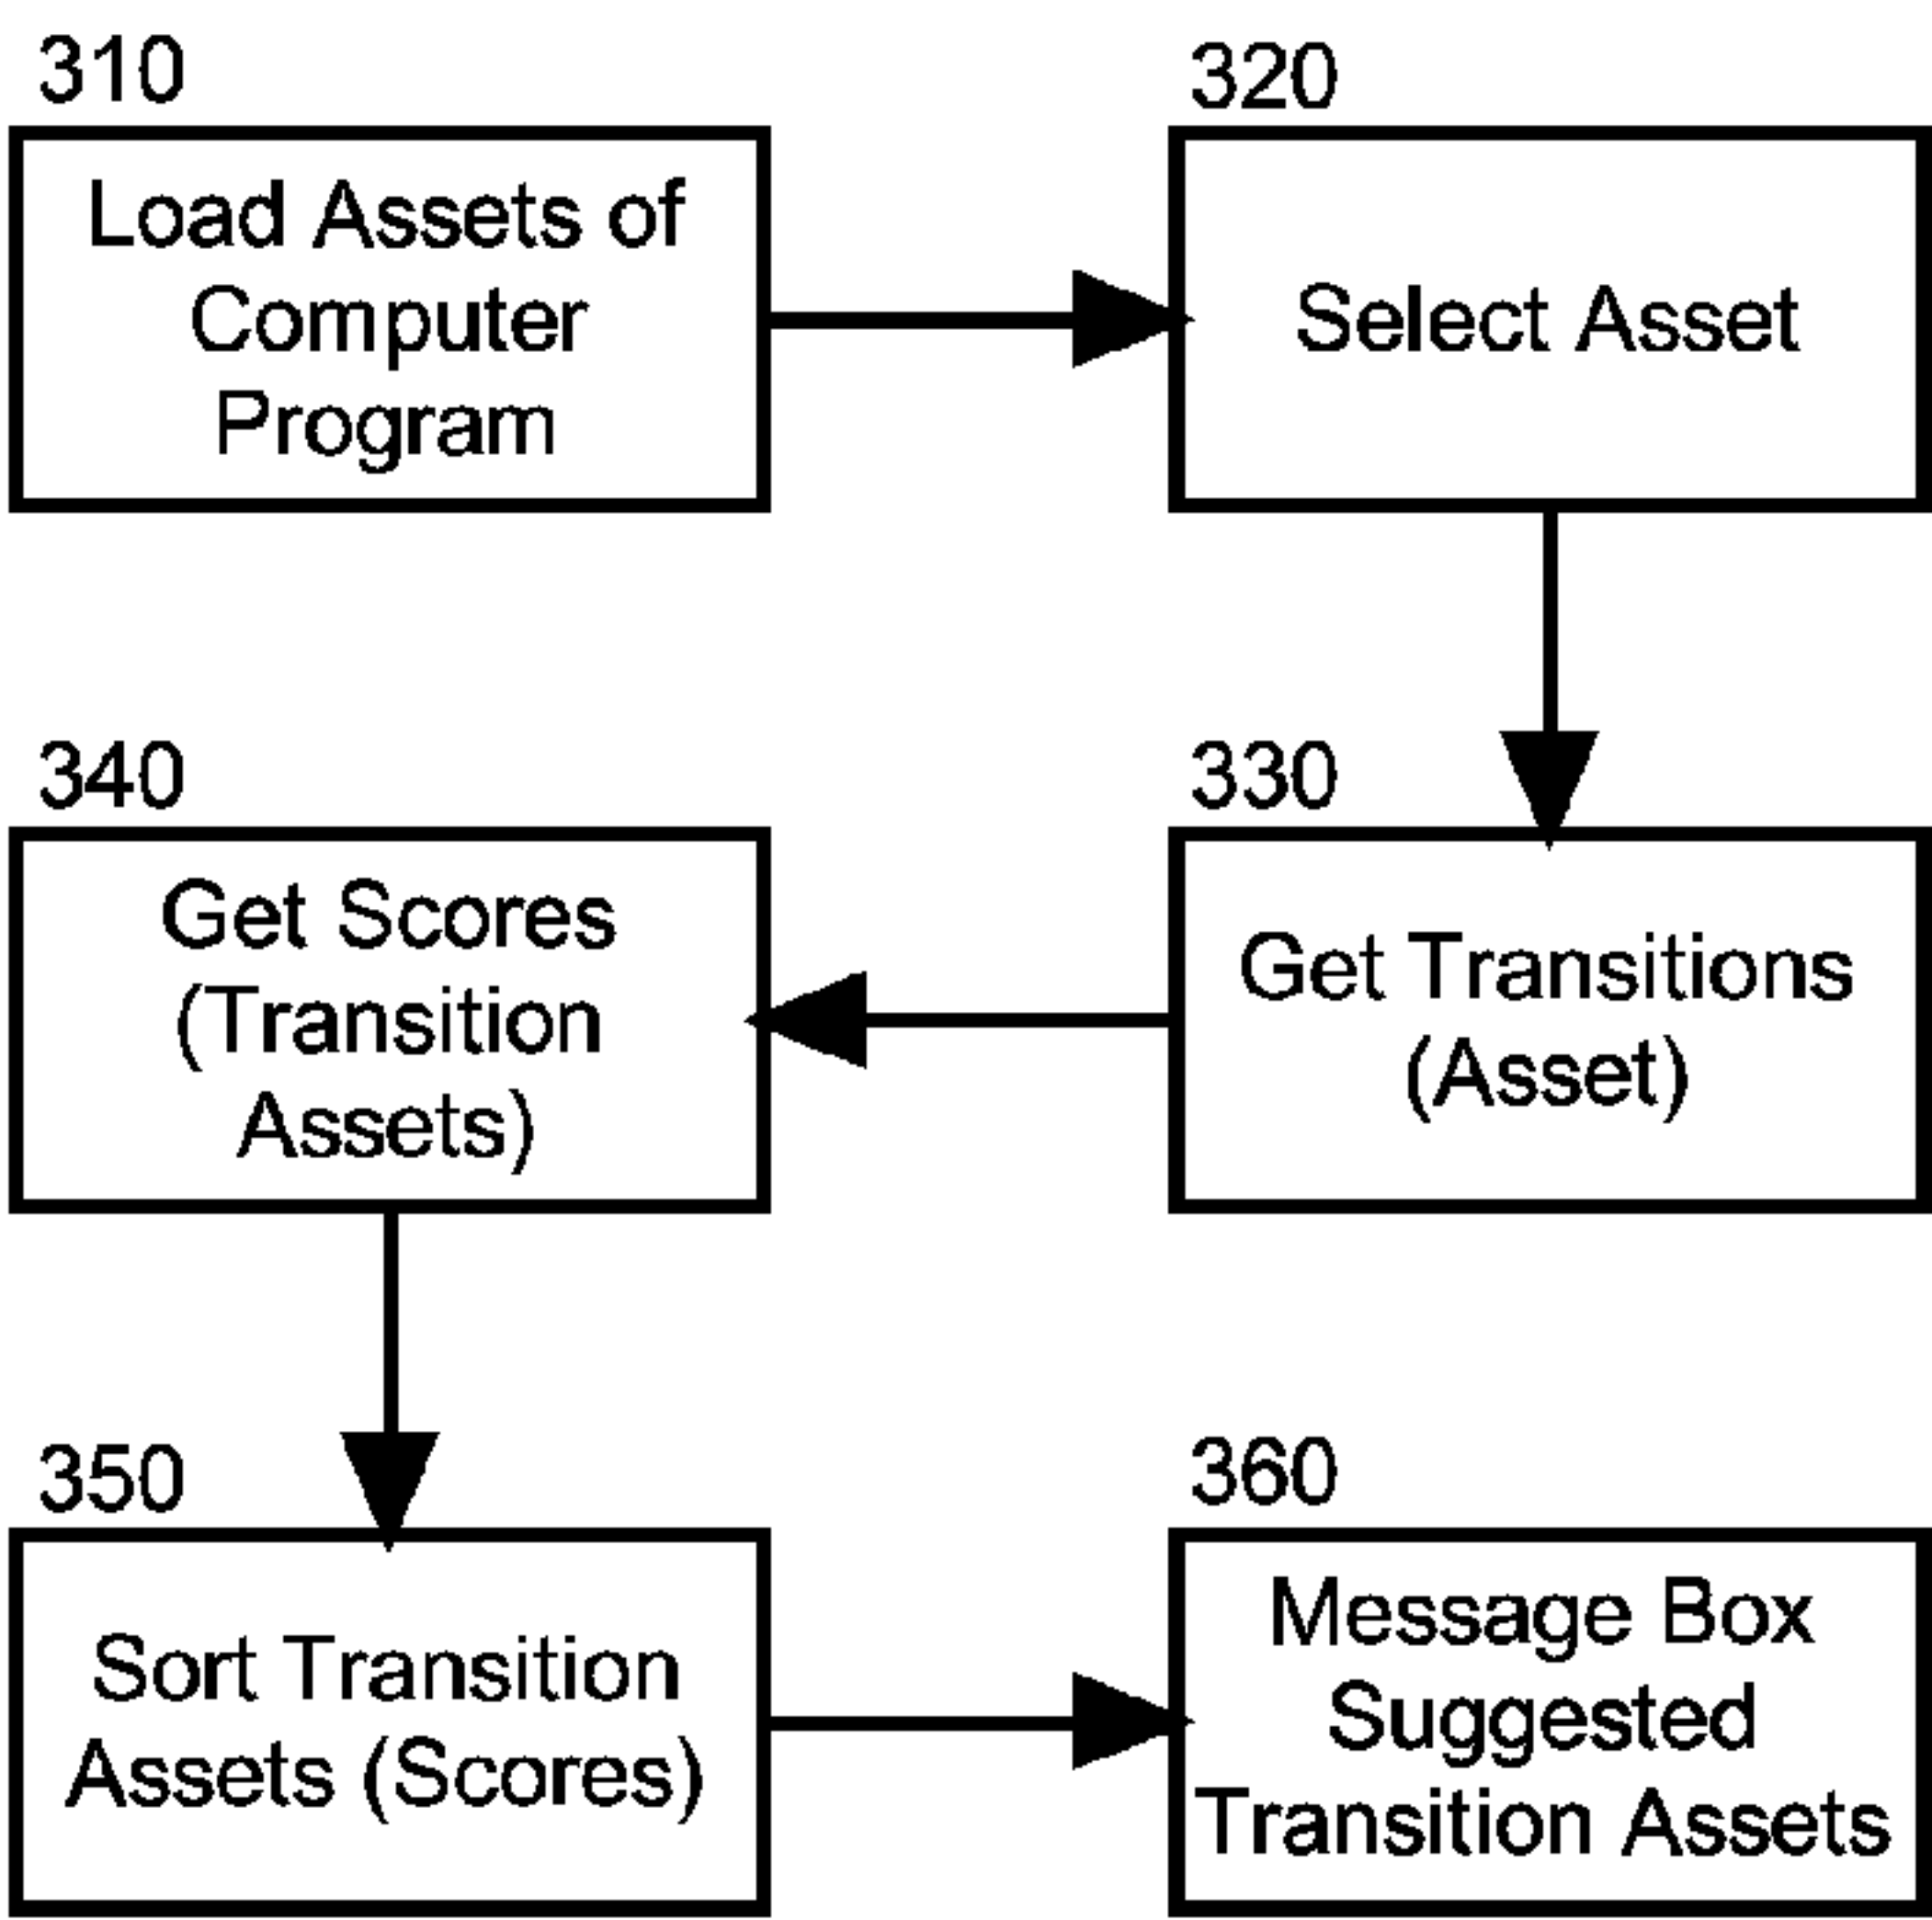 310
Load Assets of
Computer
Program
320
Select Asset
330
Get Transitions
(Asset)
340
Get Scores
(Transition
Assets)
350
Sort Transition
Assets (Scores)
360
Message Box
Suggested
Transition Assets